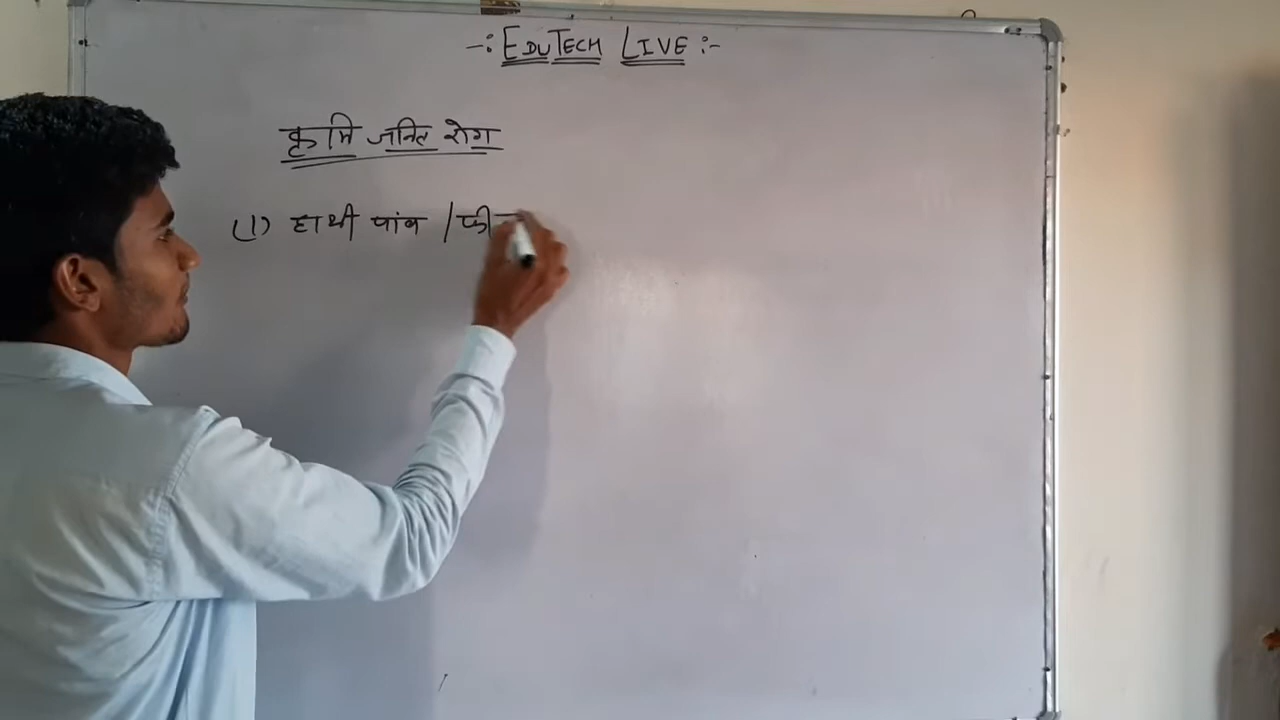 -: EDUTECH LIVE :-
कृमि जनित रोग
(1) हाथी पांव / फी